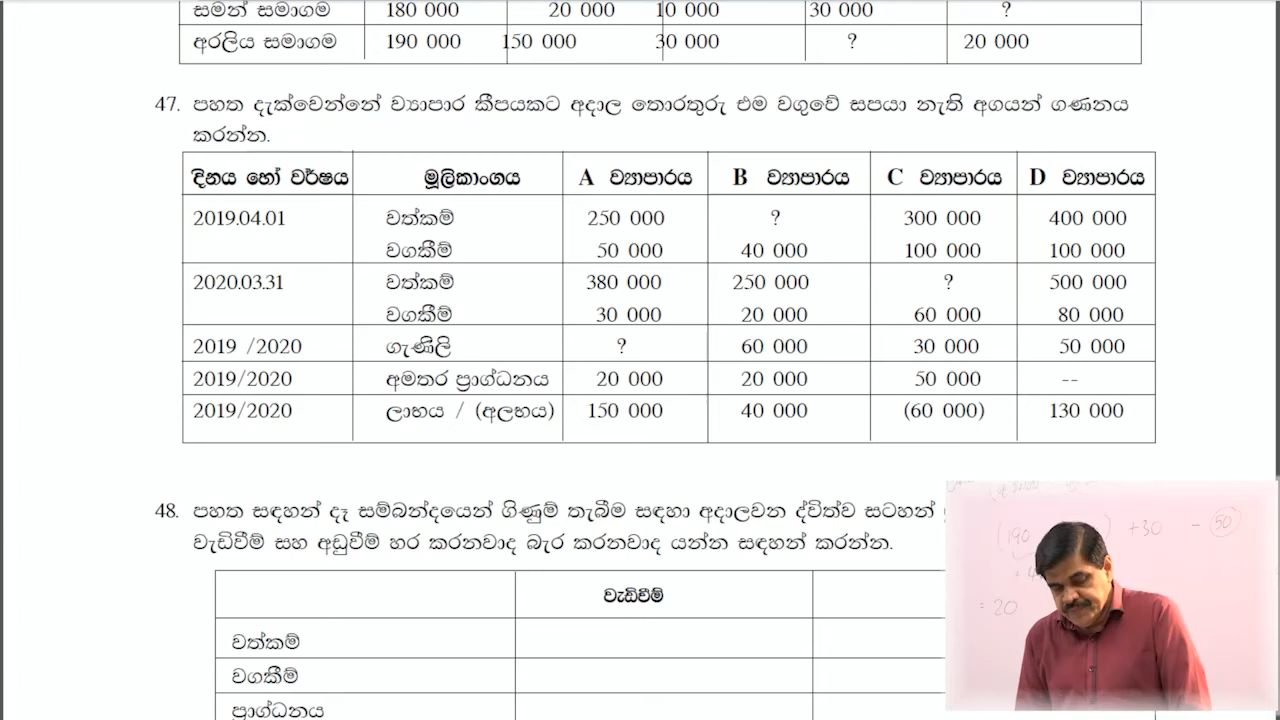 සමන් සමාගම 180 000 20 000 10 000 30 000 ?
අරලිය සමාගම 190 000 150 000 30 000 ? 20 000
47. පහත දැක්වෙන්නේ ව්‍යාපාර කීපයකට අදාල තොරතුරු එම වගුවේ සපයා නැති අගයන් ගණනය
කරන්න.
දිනය හෝ වර්ෂය මූලිකාංගය A ව්‍යාපාරය B ව්‍යාපාරය C ව්‍යාපාරය D ව්‍යාපාරය
2019.04.01 වත්කම් 250 000 ? 300 000 400 000
වගකීම් 50 000 40 000 100 000 100 000
2020.03.31 වත්කම් 380 000 250 000 ? 500 000
වගකීම් 30 000 20 000 60 000 80 000
2019 /2020 ගැණිලි ? 60 000 30 000 50 000
2019/2020 අමතර ප්‍රාග්ධනය 20 000 20 000 50 000 --
2019/2020 ලාභය / (අලභය) 150 000 40 000 (60 000) 130 000
48. පහත සඳහන් දෑ සම්බන්දයෙන් ගිණුම් තැබීම සඳහා අදාලවන ද්විත්ව සටහන්
වැඩිවීම් සහ අඩුවීම් හර කරනවාද බැර කරනවාද යන්න සඳහන් කරන්න.
වැඩිවීම්
වත්කම්
වගකීම්
ප්‍රාග්ධනය
(190 ) +30 - 50
= 20